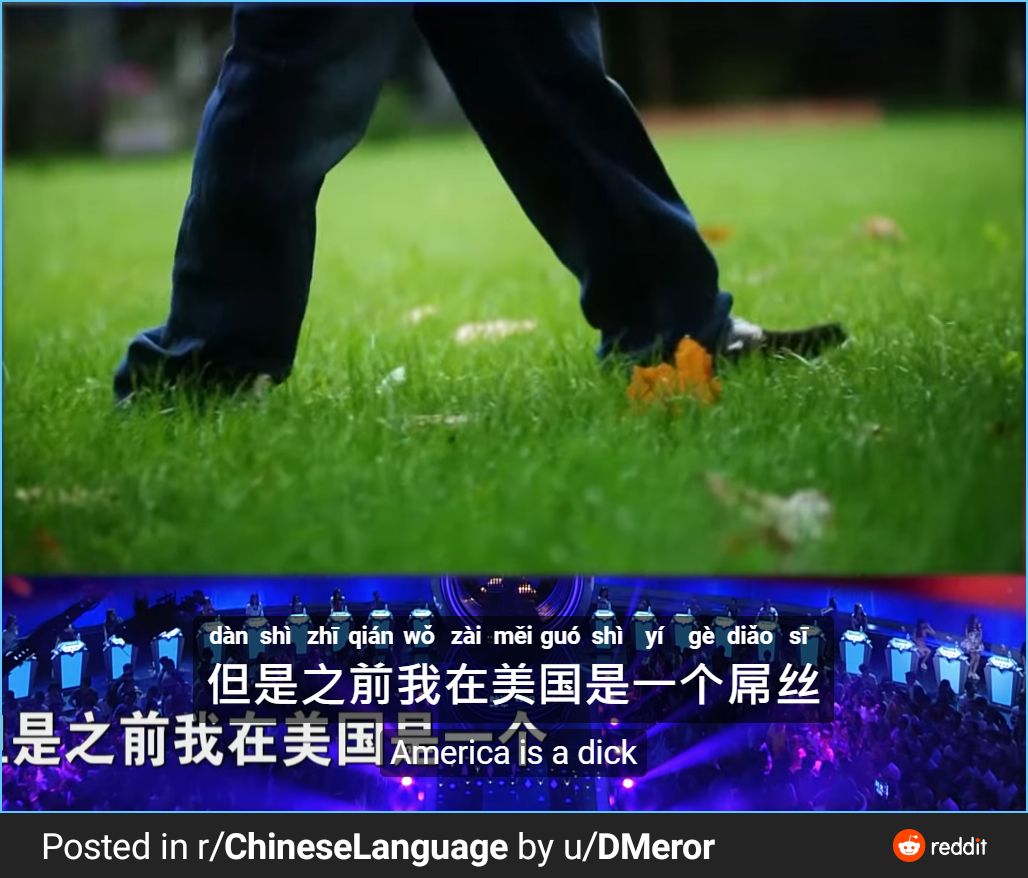 dàn shì zhī qián wǒ zài měi guó shì yí gè diǎo sī
但是之前我在美国是一个屌丝
是之前我在美国是一个
America is a dick
Posted in r/ChineseLanguage by u/DMeror
reddit